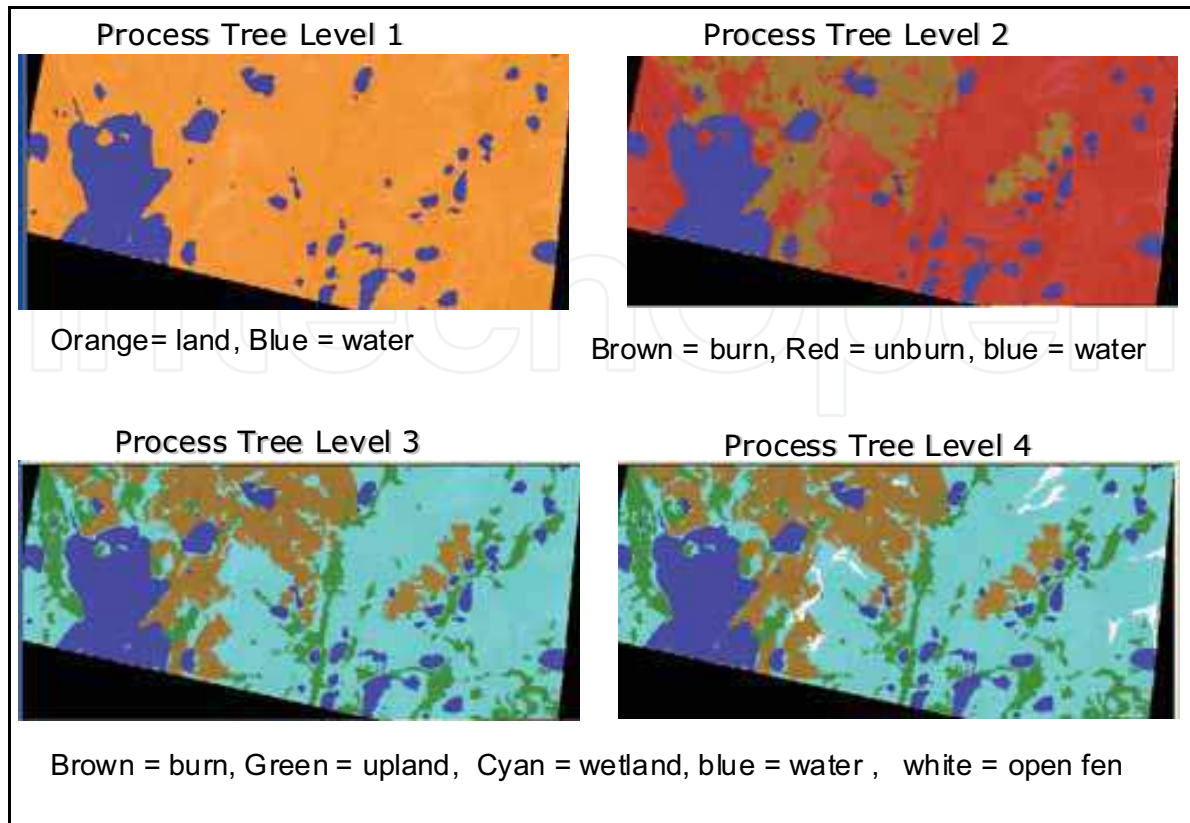 Process Tree Level 1
Process Tree Level 2
Orange= land, Blue = water
Brown = burn, Red = unburn, blue = water
intechopen
Process Tree Level 3
Process Tree Level 4
Brown = burn, Green = upland, Cyan = wetland, blue = water , white = open fen